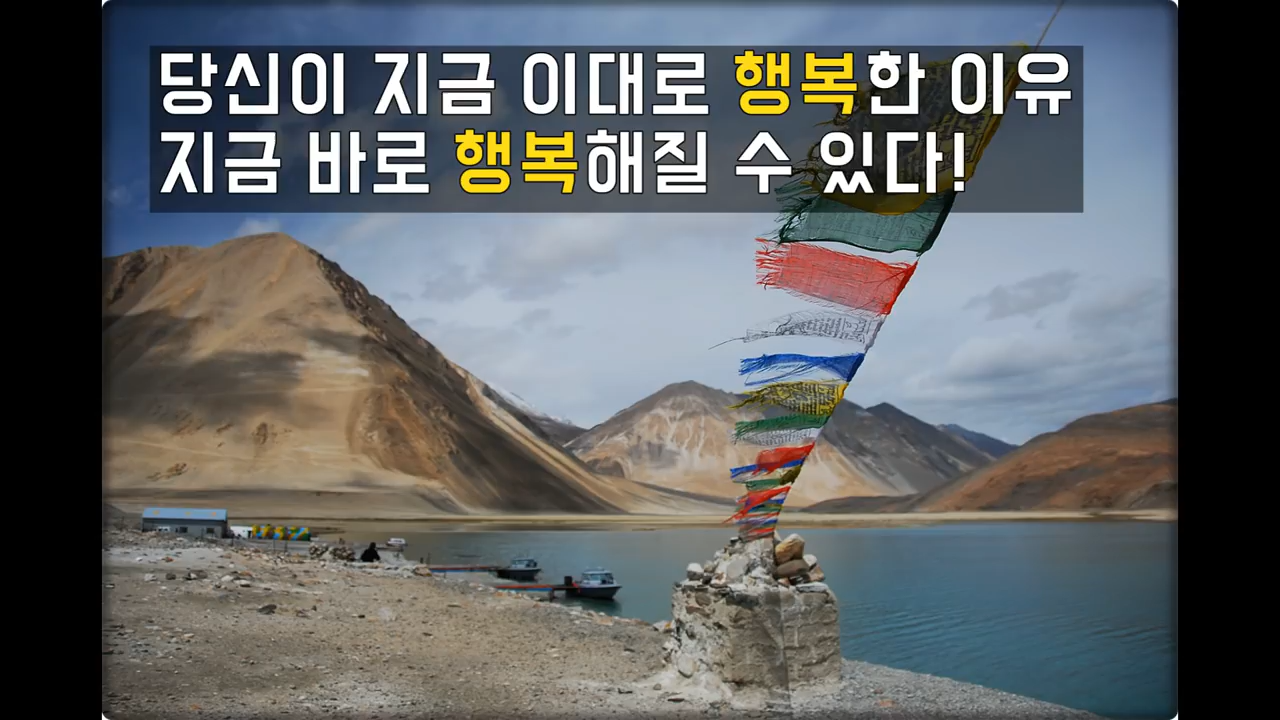 당신이 지금 이대로 행복한 이유
지금 바로 행복해질 수 있다!